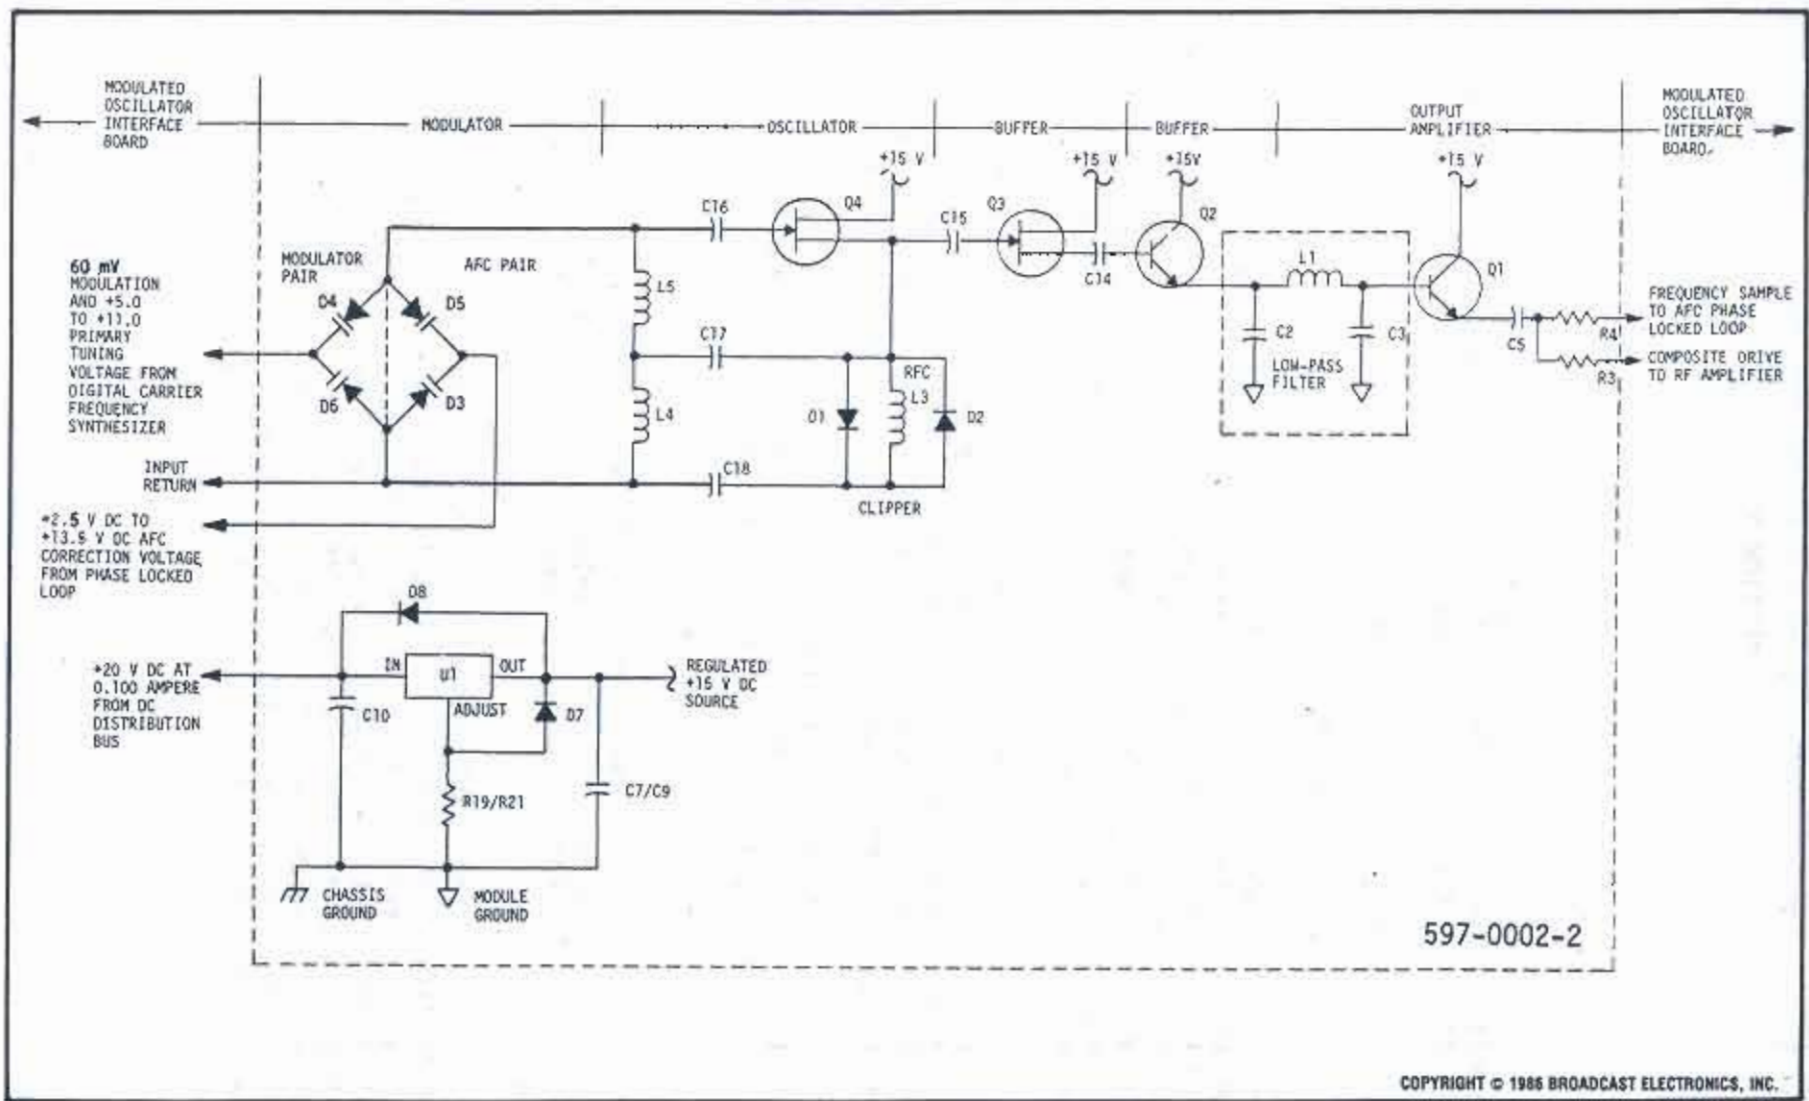 MODULATED
OSCILLATOR
INTERFACE
BOARD
MODULATOR
OSCILLATOR
BUFFER
BUFFER
OUTPUT
AMPLIFIER
MODULATED
OSCILLATOR
INTERFACE
BOARD
+15 V
+15 V
+15V
+15 V
C16
Q4
C15
Q3
C14
Q2
L1
Q1
C2
C3
LOW-PASS
FILTER
C5
R4
R3
FREQUENCY SAMPLE
TO AFC PHASE
LOCKED LOOP
COMPOSITE DRIVE
TO RF AMPLIFIER
MODULATOR
PAIR
AFC PAIR
D4
D5
D6
D3
L5
C17
L4
C18
D1
RFC
L3
D2
CLIPPER
60 mV
MODULATION
AND +5.0
TO +11.0
PRIMARY
TUNING
VOLTAGE FROM
DIGITAL CARRIER
FREQUENCY
SYNTHESIZER
INPUT
RETURN
+2.5 V DC TO
+13.5 V DC AFC
CORRECTION VOLTAGE
FROM PHASE LOCKED
LOOP
D8
+20 V DC AT
0.100 AMPERE
FROM DC
DISTRIBUTION
BUS
IN
U1
OUT
ADJUST
C10
D7
REGULATED
+15 V DC
SOURCE
R19/R21
C7/C9
CHASSIS
GROUND
MODULE
GROUND
597-0002-2
COPYRIGHT © 1986 BROADCAST ELECTRONICS, INC.